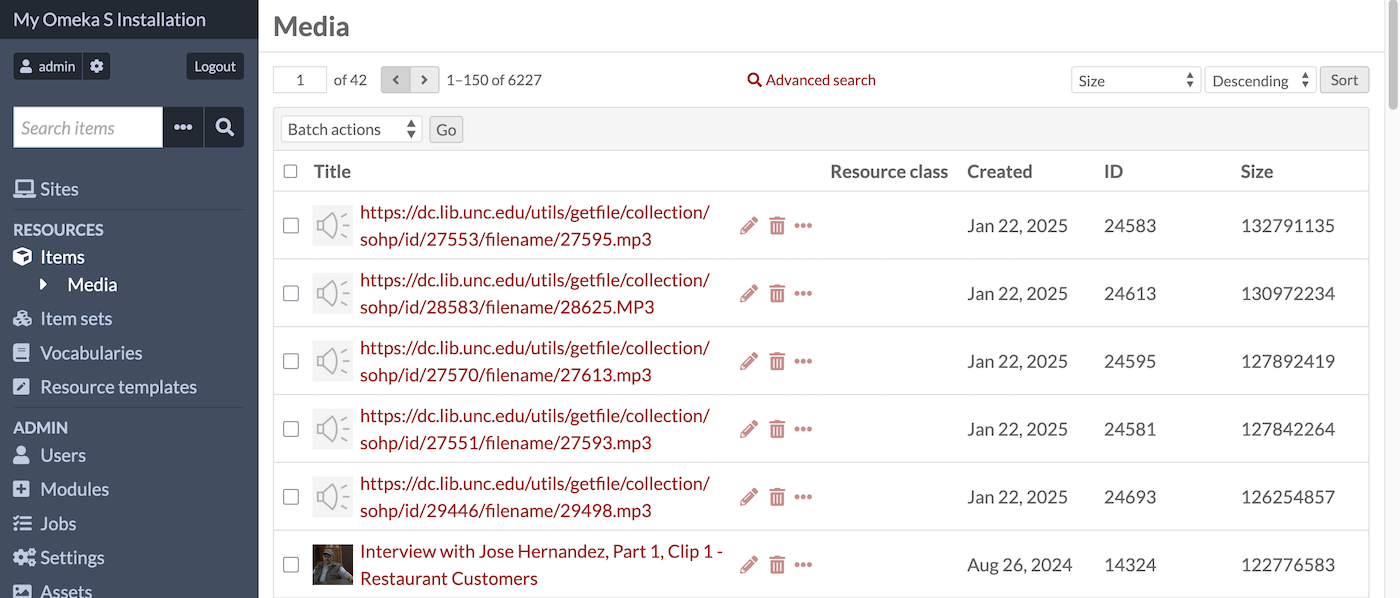 My Omeka S Installation
admin
Logout
Search items
Sites
RESOURCES
Items
Media
Item sets
Vocabularies
Resource templates
ADMIN
Users
Modules
Jobs
Settings
Assets
Media
1 of 42 1–150 of 6227
Advanced search
Size Descending Sort
Batch actions Go
Title Resource class Created ID Size
https://dc.lib.unc.edu/utils/getfile/collection/
sohp/id/27553/filename/27595.mp3
Jan 22, 2025 24583 132791135
https://dc.lib.unc.edu/utils/getfile/collection/
sohp/id/28583/filename/28625.MP3
Jan 22, 2025 24613 130972234
https://dc.lib.unc.edu/utils/getfile/collection/
sohp/id/27570/filename/27613.mp3
Jan 22, 2025 24595 127892419
https://dc.lib.unc.edu/utils/getfile/collection/
sohp/id/27551/filename/27593.mp3
Jan 22, 2025 24581 127842264
https://dc.lib.unc.edu/utils/getfile/collection/
sohp/id/29446/filename/29498.mp3
Jan 22, 2025 24693 126254857
Interview with Jose Hernandez, Part 1, Clip 1 -
Restaurant Customers
Aug 26, 2024 14324 122776583